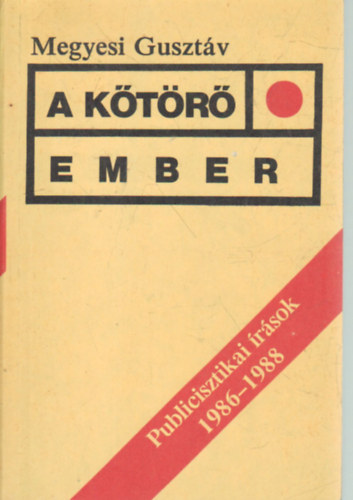 Megyesi Gusztáv
A KŐTÖRŐ
EMBER
Publicisztikai írások
1986–1988